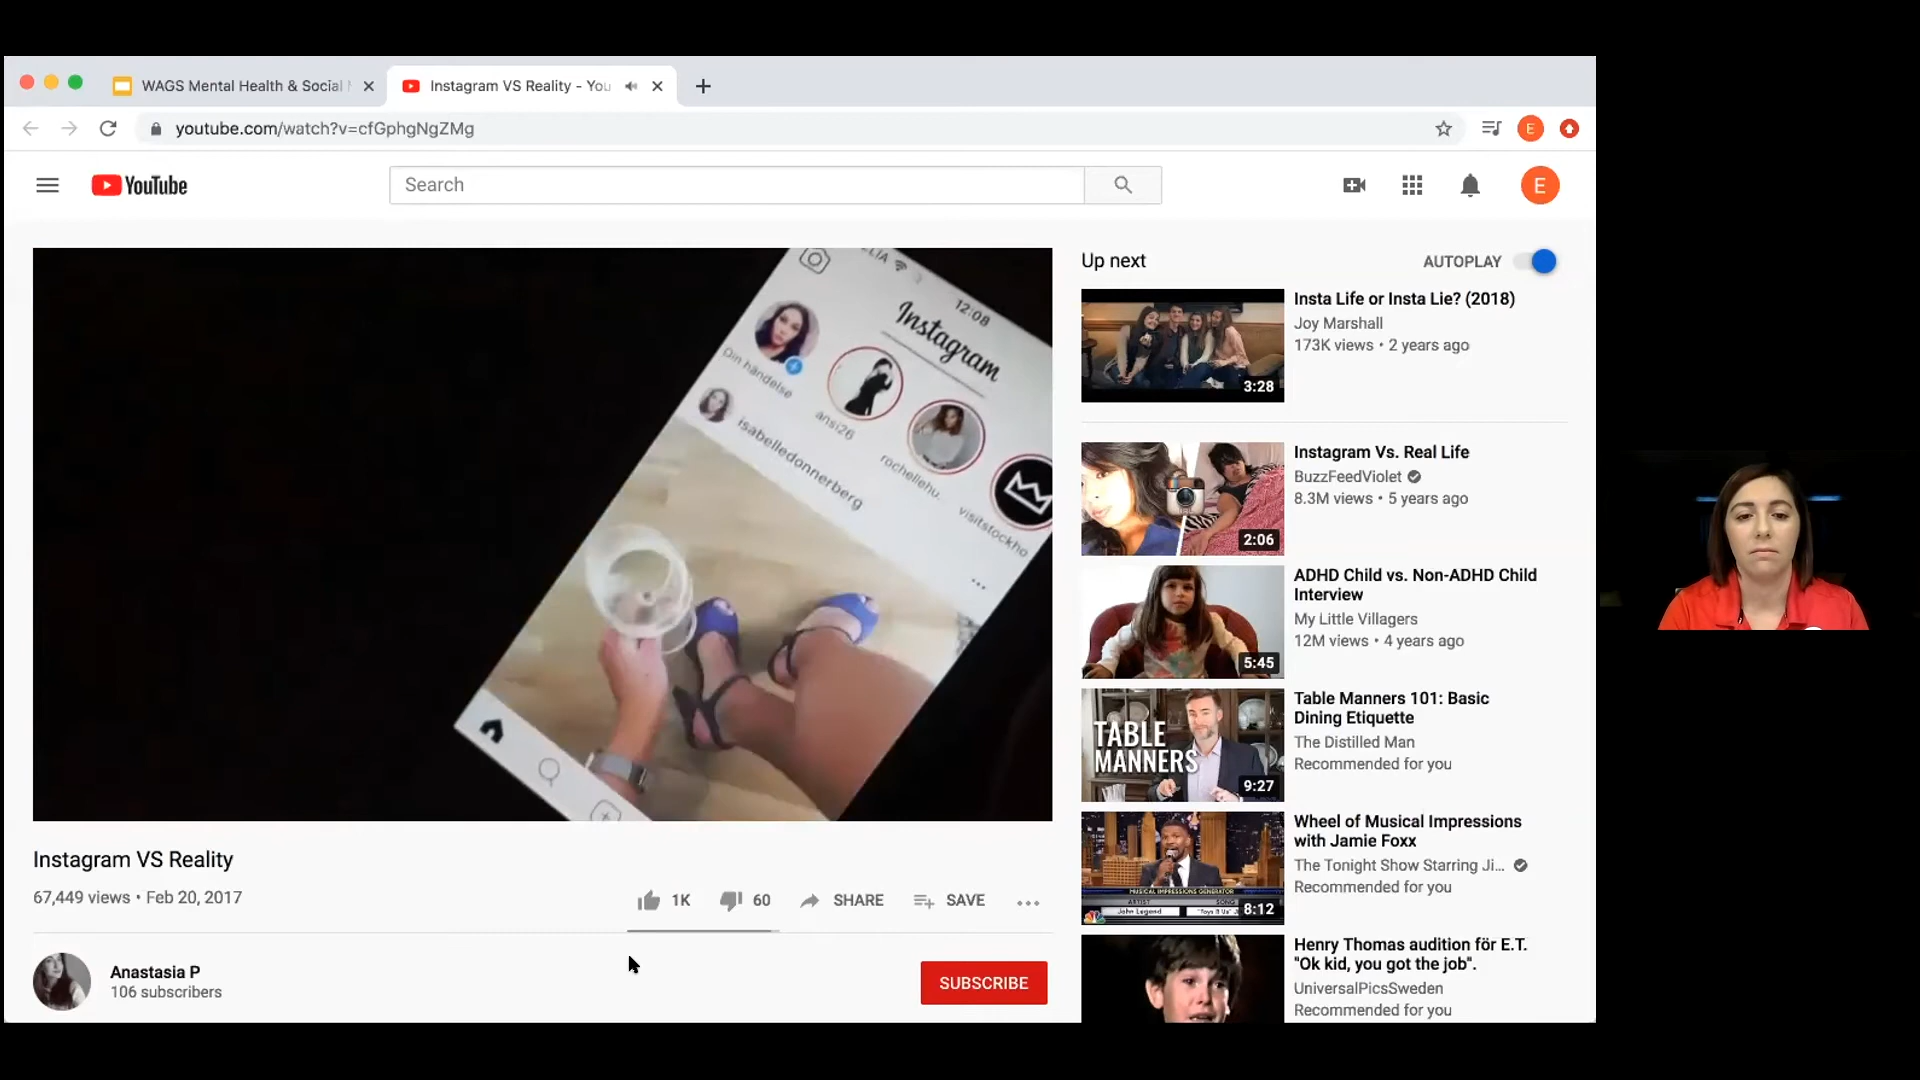 WAGS Mental Health & Social
Instagram VS Reality - You
youtube.com/watch?v=cfGphgNgZMg
E
YouTube
Search
E
12:08
Instagram
Din händelse
ansi26
rochellehu.
visitstockho
isabelledonnerberg
Instagram VS Reality
67,449 views • Feb 20, 2017
1K
60
SHARE
SAVE
Anastasia P
106 subscribers
SUBSCRIBE
Up next
AUTOPLAY
3:28
Insta Life or Insta Lie? (2018)
Joy Marshall
173K views • 2 years ago
2:06
Instagram Vs. Real Life
BuzzFeedViolet
8.3M views • 5 years ago
5:45
ADHD Child vs. Non-ADHD Child
Interview
My Little Villagers
12M views • 4 years ago
TABLE
MANNERS
9:27
Table Manners 101: Basic
Dining Etiquette
The Distilled Man
Recommended for you
MUSICAL IMPRESSIONS GENERATOR
ARTIST
SONG
John Legend
8:12
Wheel of Musical Impressions
with Jamie Foxx
The Tonight Show Starring Ji...
Recommended for you
Henry Thomas audition för E.T.
"Ok kid, you got the job".
UniversalPicsSweden
Recommended for you